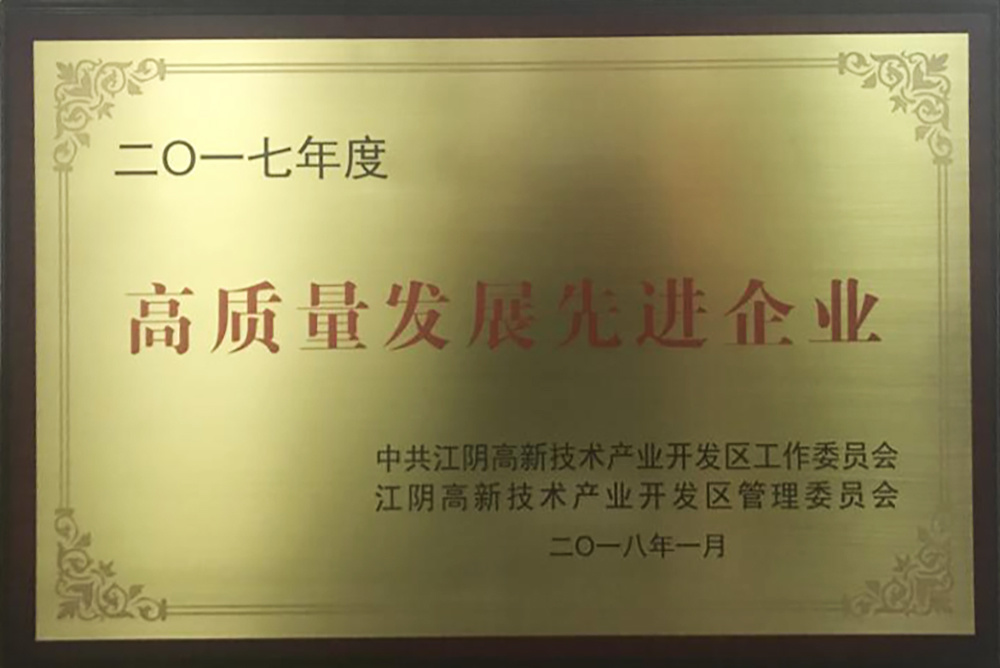 二〇一七年度
高质量发展先进企业
中共江阴高新技术产业开发区工作委员会
江阴高新技术产业开发区管理委员会
二〇一八年一月